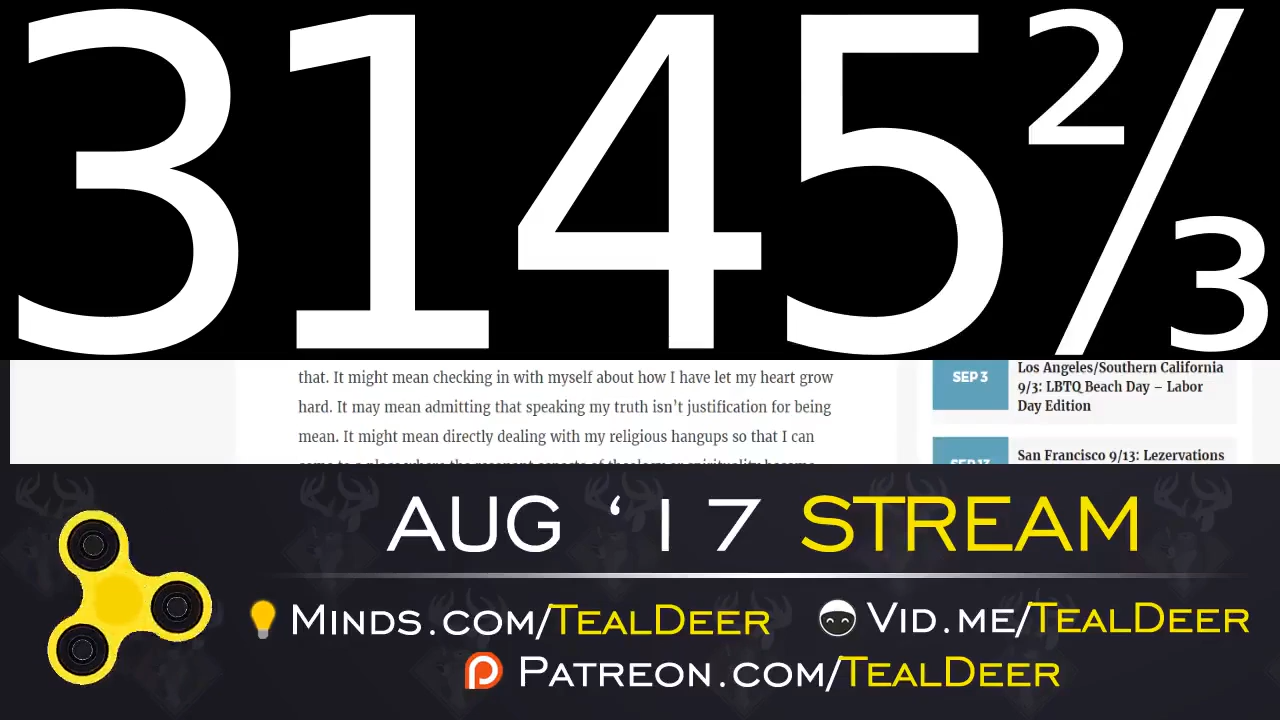 3145⅔
that. It might mean checking in with myself about how I have let my heart grow
hard. It may mean admitting that speaking my truth isn’t justification for being
mean. It might mean directly dealing with my religious hangups so that I can
SEP 3
Los Angeles/Southern California
9/3: LBTQ Beach Day – Labor
Day Edition
SEP 13
San Francisco 9/13: Lezervations
AUG ‘17 STREAM
MINDS.COM/TEALDEER
VID.ME/TEALDEER
PATREON.COM/TEALDEER